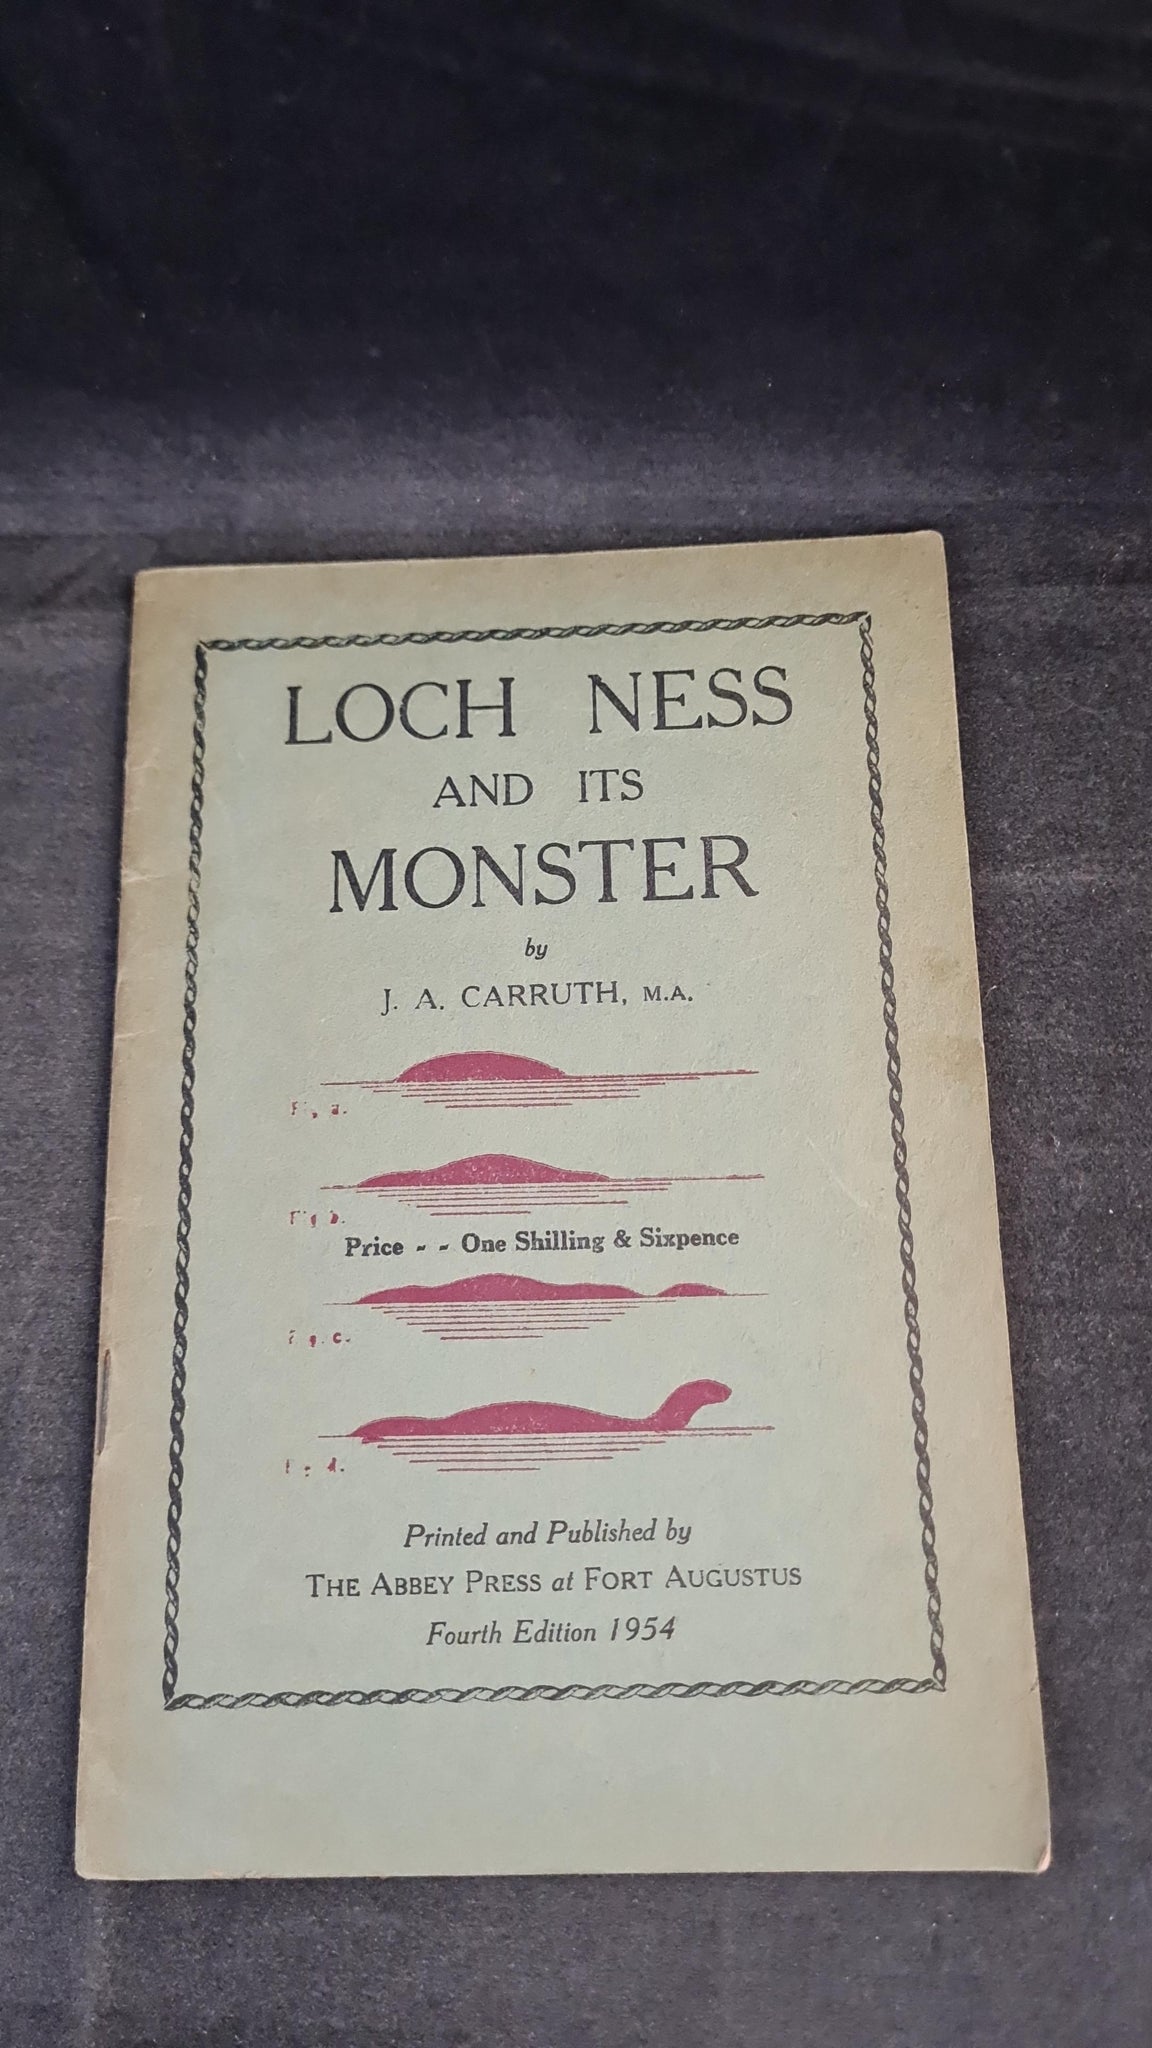 LOCH NESS
AND ITS
MONSTER
by
J. A. CARRUTH, M.A.
a.
b.
Price - - One Shilling & Sixpence
c.
d.
Printed and Published by
THE ABBEY PRESS at FORT AUGUSTUS
Fourth Edition 1954